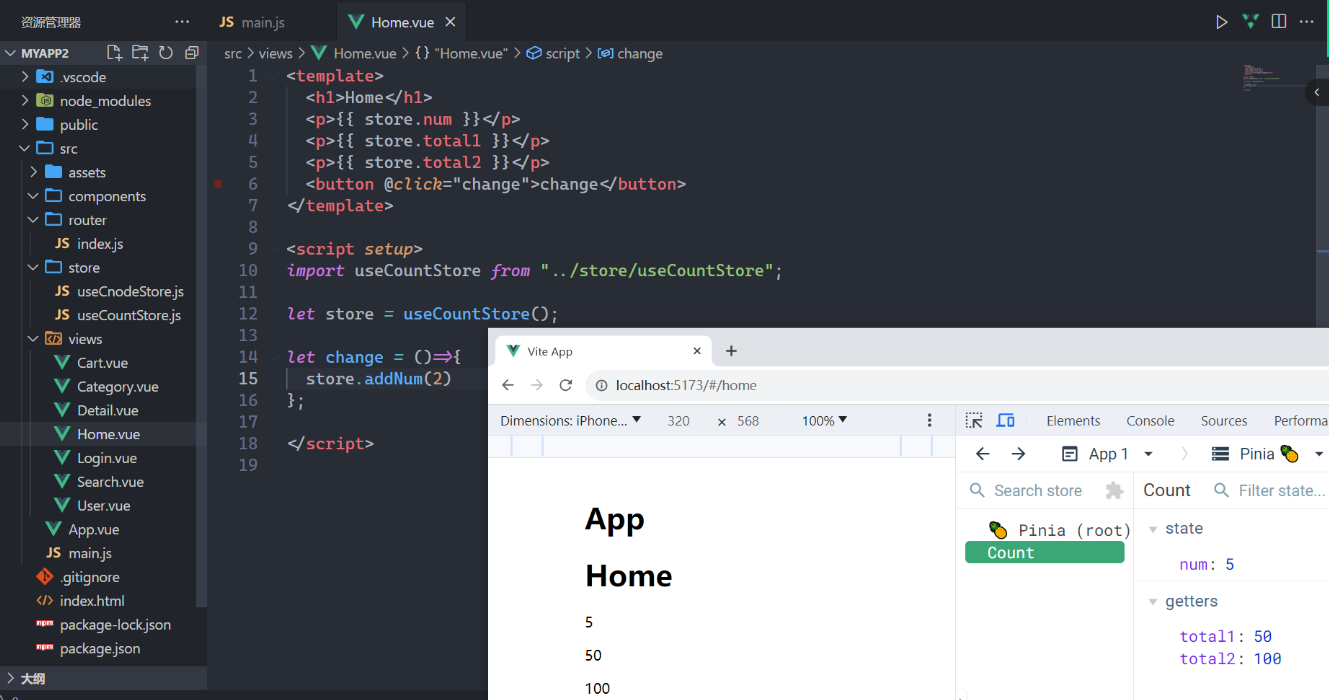 资源管理器
MYAPP2
.vscode
node_modules
public
src
assets
components
router
JS index.js
store
JS useCnodeStore.js
JS useCountStore.js
views
Cart.vue
Category.vue
Detail.vue
Home.vue
Login.vue
Search.vue
User.vue
App.vue
JS main.js
.gitignore
index.html
package-lock.json
package.json
大纲
JS main.js
Home.vue
src > views > Home.vue > {} "Home.vue" > script > change
1 <template>
2 <h1>Home</h1>
3 <p>{{ store.num }}</p>
4 <p>{{ store.total1 }}</p>
5 <p>{{ store.total2 }}</p>
6 <button @click="change">change</button>
7 </template>
8
9 <script setup>
10 import useCountStore from "../store/useCountStore";
11
12 let store = useCountStore();
13
14 let change = ()=>{
15 store.addNum(2)
16 };
17
18 </script>
19
Vite App
localhost:5173/#/home
Dimensions: iPhone... 320 × 568 100%
App
Home
5
50
100
Elements Console Sources Performa
App 1 Pinia
Search store
Pinia (root)
Count
Count Filter state...
state
num: 5
getters
total1: 50
total2: 100